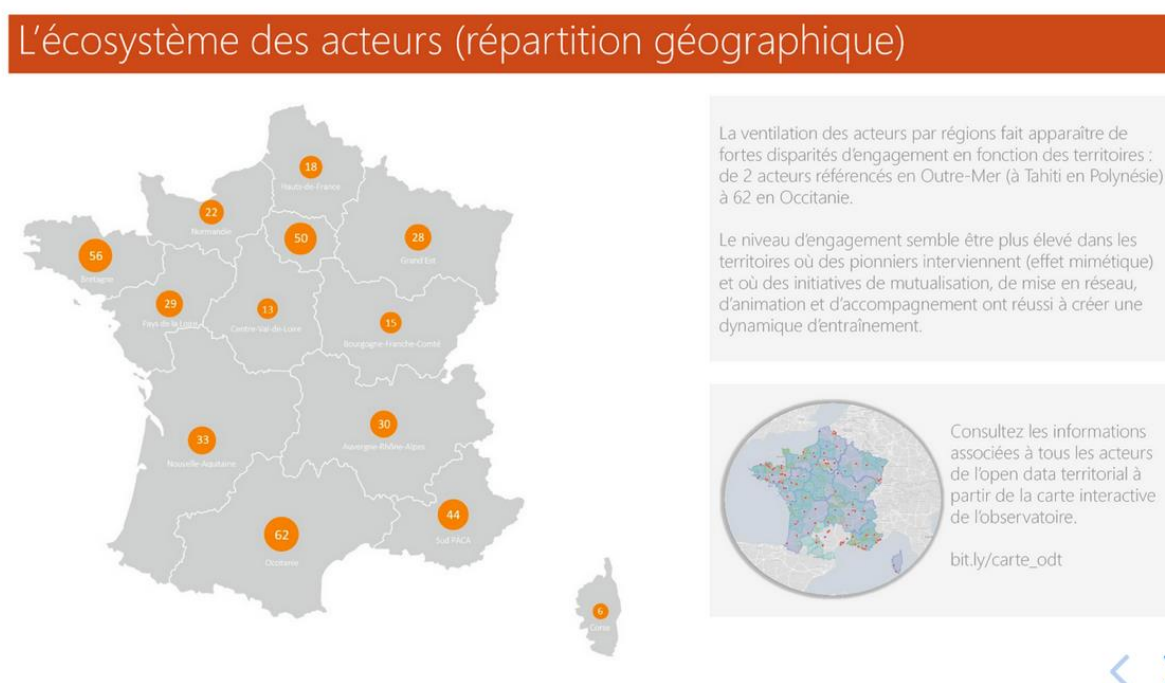 L'écosystème des acteurs (répartition géographique)
18
Hauts-de-France
22
Normandie
50
28
Grand Est
56
Bretagne
29
Pays de la Loire
13
Centre-Val-de-Loire
15
Bourgogne-Franche-Comté
33
Nouvelle-Aquitaine
30
Auvergne-Rhône-Alpes
44
Sud PACA
62
Occitanie
6
Corse
La ventilation des acteurs par régions fait apparaître de
fortes disparités d'engagement en fonction des territoires :
de 2 acteurs référencés en Outre-Mer (à Tahiti en Polynésie)
à 62 en Occitanie.
Le niveau d'engagement semble être plus élevé dans les
territoires où des pionniers interviennent (effet mimétique)
et où des initiatives de mutualisation, de mise en réseau,
d'animation et d'accompagnement ont réussi à créer une
dynamique d'entraînement.
Consultez les informations
associées à tous les acteurs
de l'open data territorial à
partir de la carte interactive
de l'observatoire.
bit.ly/carte_odt